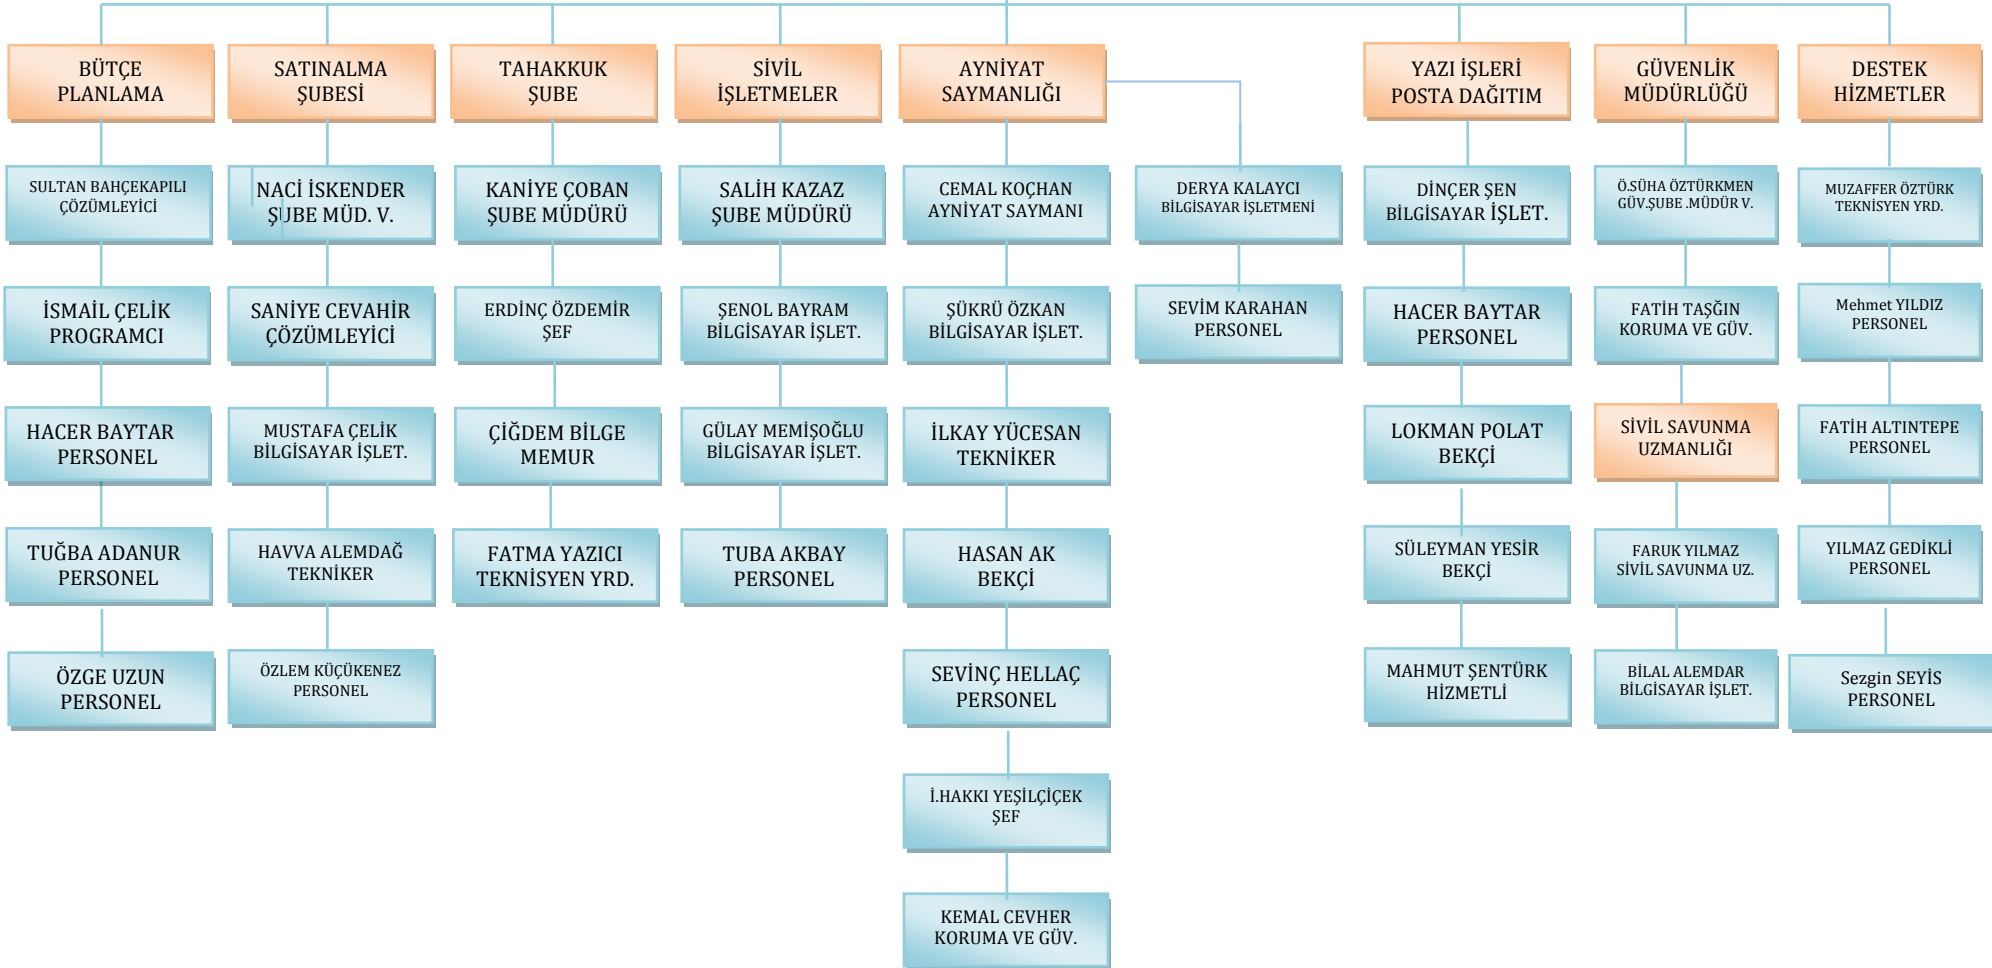 BÜTÇE
PLANLAMA
SATINALMA
ŞUBESİ
TAHAKKUK
ŞUBE
SİVİL
İŞLETMELER
AYNİYAT
SAYMANLIĞI
YAZI İŞLERİ
POSTA DAĞITIM
GÜVENLİK
MÜDÜRLÜĞÜ
DESTEK
HİZMETLER
SULTAN BAHÇEKAPILI
ÇÖZÜMLEYİCİ
NACİ İSKENDER
ŞUBE MÜD. V.
KANİYE ÇOBAN
ŞUBE MÜDÜRÜ
SALİH KAZAZ
ŞUBE MÜDÜRÜ
CEMAL KOÇHAN
AYNİYAT SAYMANI
DERYA KALAYCI
BİLGİSAYAR İŞLETMENİ
DİNÇER ŞEN
BİLGİSAYAR İŞLET.
Ö.SÜHA ÖZTÜRKMEN
GÜV.ŞUBE .MÜDÜR V.
MUZAFFER ÖZTÜRK
TEKNİSYEN YRD.
İSMAİL ÇELİK
PROGRAMCI
SANİYE CEVAHİR
ÇÖZÜMLEYİCİ
ERDİNÇ ÖZDEMİR
ŞEF
ŞENOL BAYRAM
BİLGİSAYAR İŞLET.
ŞÜKRÜ ÖZKAN
BİLGİSAYAR İŞLET.
SEVİM KARAHAN
PERSONEL
HACER BAYTAR
PERSONEL
FATİH TAŞĞIN
KORUMA VE GÜV.
Mehmet YILDIZ
PERSONEL
HACER BAYTAR
PERSONEL
MUSTAFA ÇELİK
BİLGİSAYAR İŞLET.
ÇİĞDEM BİLGE
MEMUR
GÜLAY MEMİŞOĞLU
BİLGİSAYAR İŞLET.
İLKAY YÜCESAN
TEKNİKER
LOKMAN POLAT
BEKÇİ
SİVİL SAVUNMA
UZMANLIĞI
FATİH ALTINTEPE
PERSONEL
TUĞBA ADANUR
PERSONEL
HAVVA ALEMDAĞ
TEKNİKER
FATMA YAZICI
TEKNİSYEN YRD.
TUBA AKBAY
PERSONEL
HASAN AK
BEKÇİ
SÜLEYMAN YESİR
BEKÇİ
FARUK YILMAZ
SİVİL SAVUNMA UZ.
YILMAZ GEDİKLİ
PERSONEL
ÖZGE UZUN
PERSONEL
ÖZLEM KÜÇÜKENEZ
PERSONEL
SEVİNÇ HELLAÇ
PERSONEL
MAHMUT ŞENTÜRK
HİZMETLİ
BİLAL ALEMDAR
BİLGİSAYAR İŞLET.
Sezgin SEYİS
PERSONEL
İ.HAKKI YEŞİLÇİÇEK
ŞEF
KEMAL CEVHER
KORUMA VE GÜV.